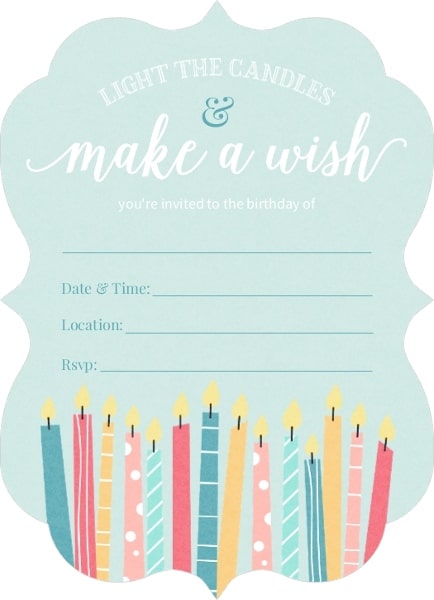 LIGHT THE CANDLES
&
make a wish
you're invited to the birthday of
Date & Time:
Location:
Rsvp: